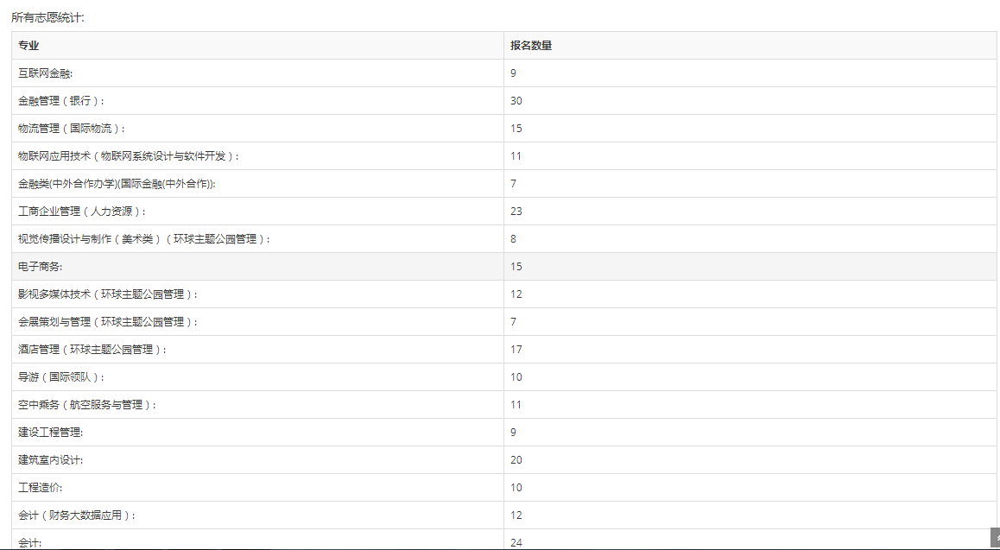 所有志愿统计:
专业 报名数量
互联网金融: 9
金融管理（银行）: 30
物流管理（国际物流）: 15
物联网应用技术（物联网系统设计与软件开发）: 11
金融类(中外合作办学)(国际金融(中外合作)): 7
工商企业管理（人力资源）: 23
视觉传播设计与制作（美术类）（环球主题公园管理）: 8
电子商务: 15
影视多媒体技术（环球主题公园管理）: 12
会展策划与管理（环球主题公园管理）: 7
酒店管理（环球主题公园管理）: 17
导游（国际领队）: 10
空中乘务（航空服务与管理）: 11
建设工程管理: 9
建筑室内设计: 20
工程造价: 10
会计（财务大数据应用）: 12
会计: 24